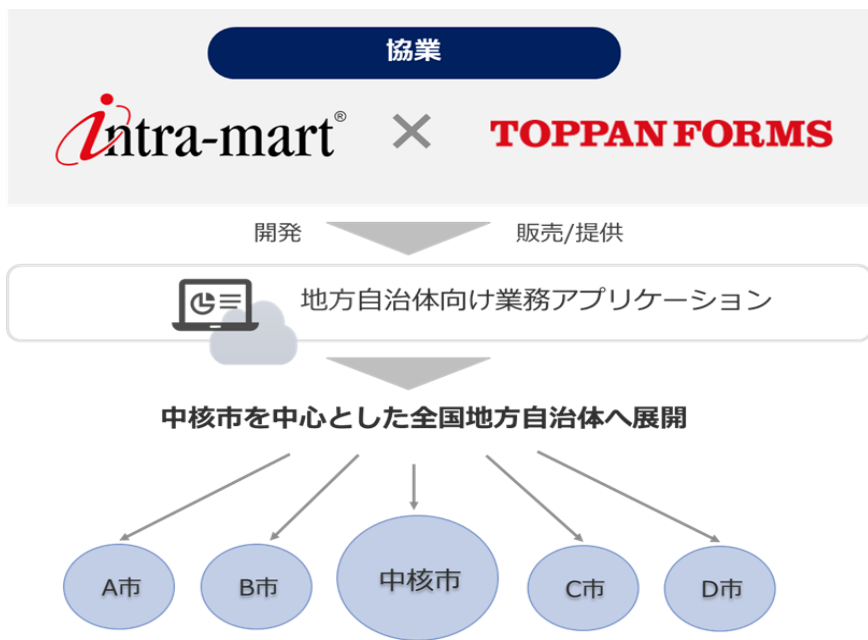 協業
intra-mart® × TOPPAN FORMS
開発 販売/提供
地方自治体向け業務アプリケーション
中核市を中心とした全国地方自治体へ展開
A市 B市 中核市 C市 D市